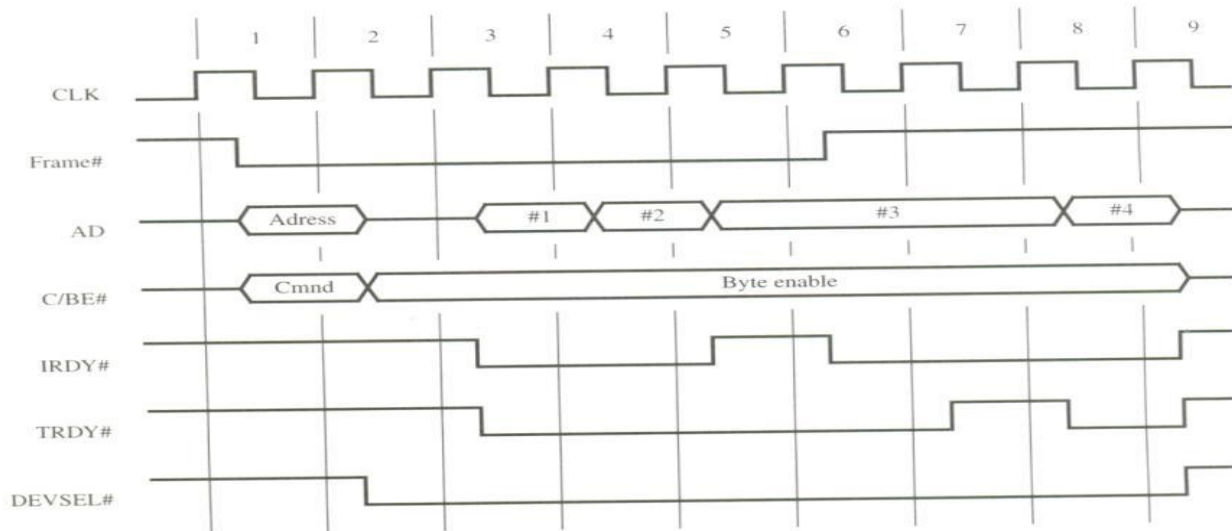 1 2 3 4 5 6 7 8 9
CLK
Frame#
AD
Adress #1 #2 #3 #4
C/BE#
Cmnd Byte enable
IRDY#
TRDY#
DEVSEL#